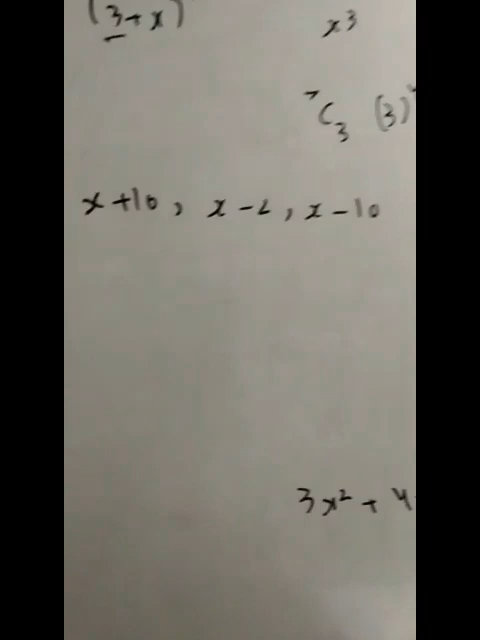 (3+x)
x³
⁷C₃ (3)
x+10, x-2, x-10
3x² + 4